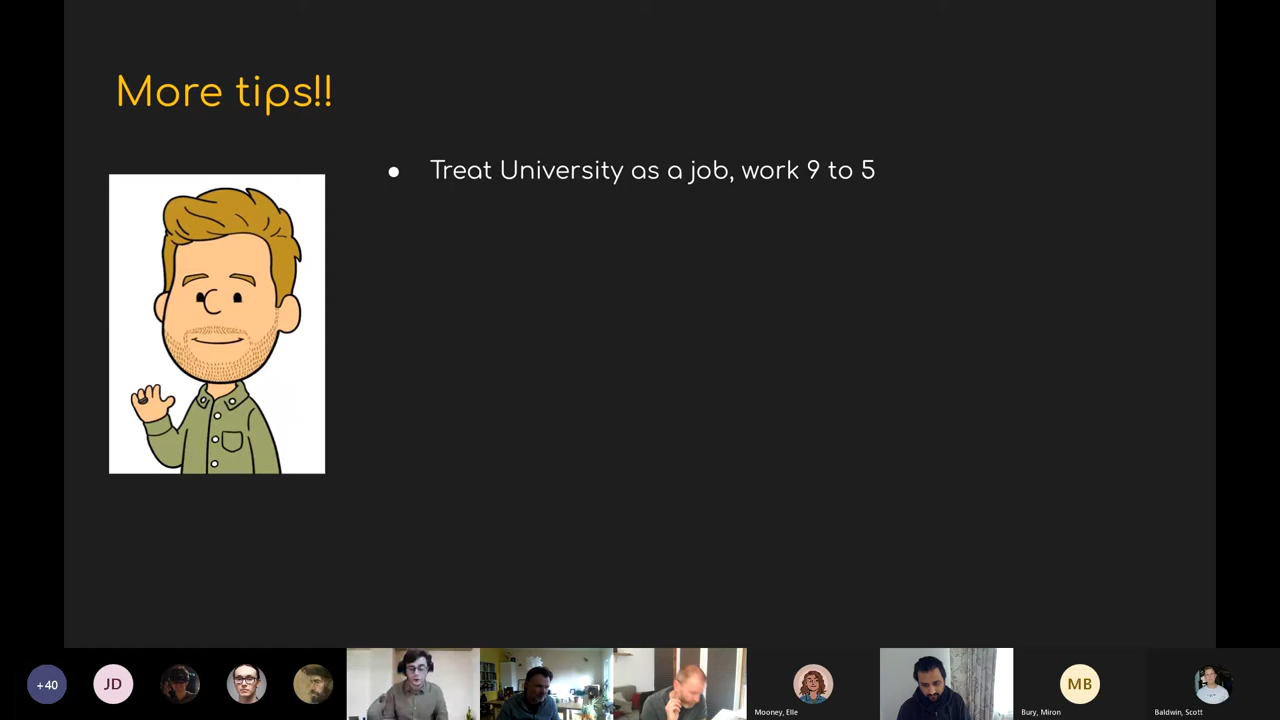 More tips!!
● Treat University as a job, work 9 to 5
+40
JD
Mooney, Elle
MB
Bury, Miron
Baldwin, Scott